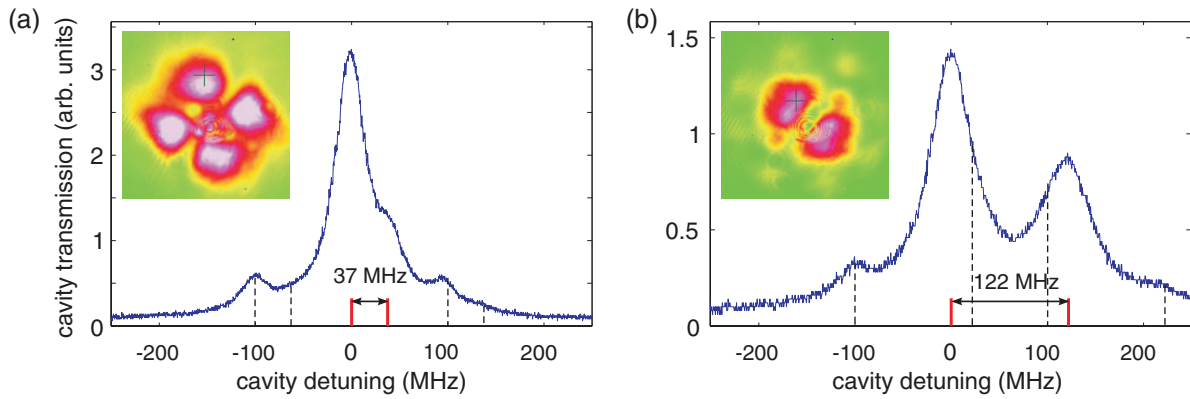 (a)
cavity transmission (arb. units)
3
2
1
0
37 MHz
-200 -100 0 100 200
cavity detuning (MHz)
(b)
1.5
1
0.5
0
122 MHz
-200 -100 0 100 200
cavity detuning (MHz)